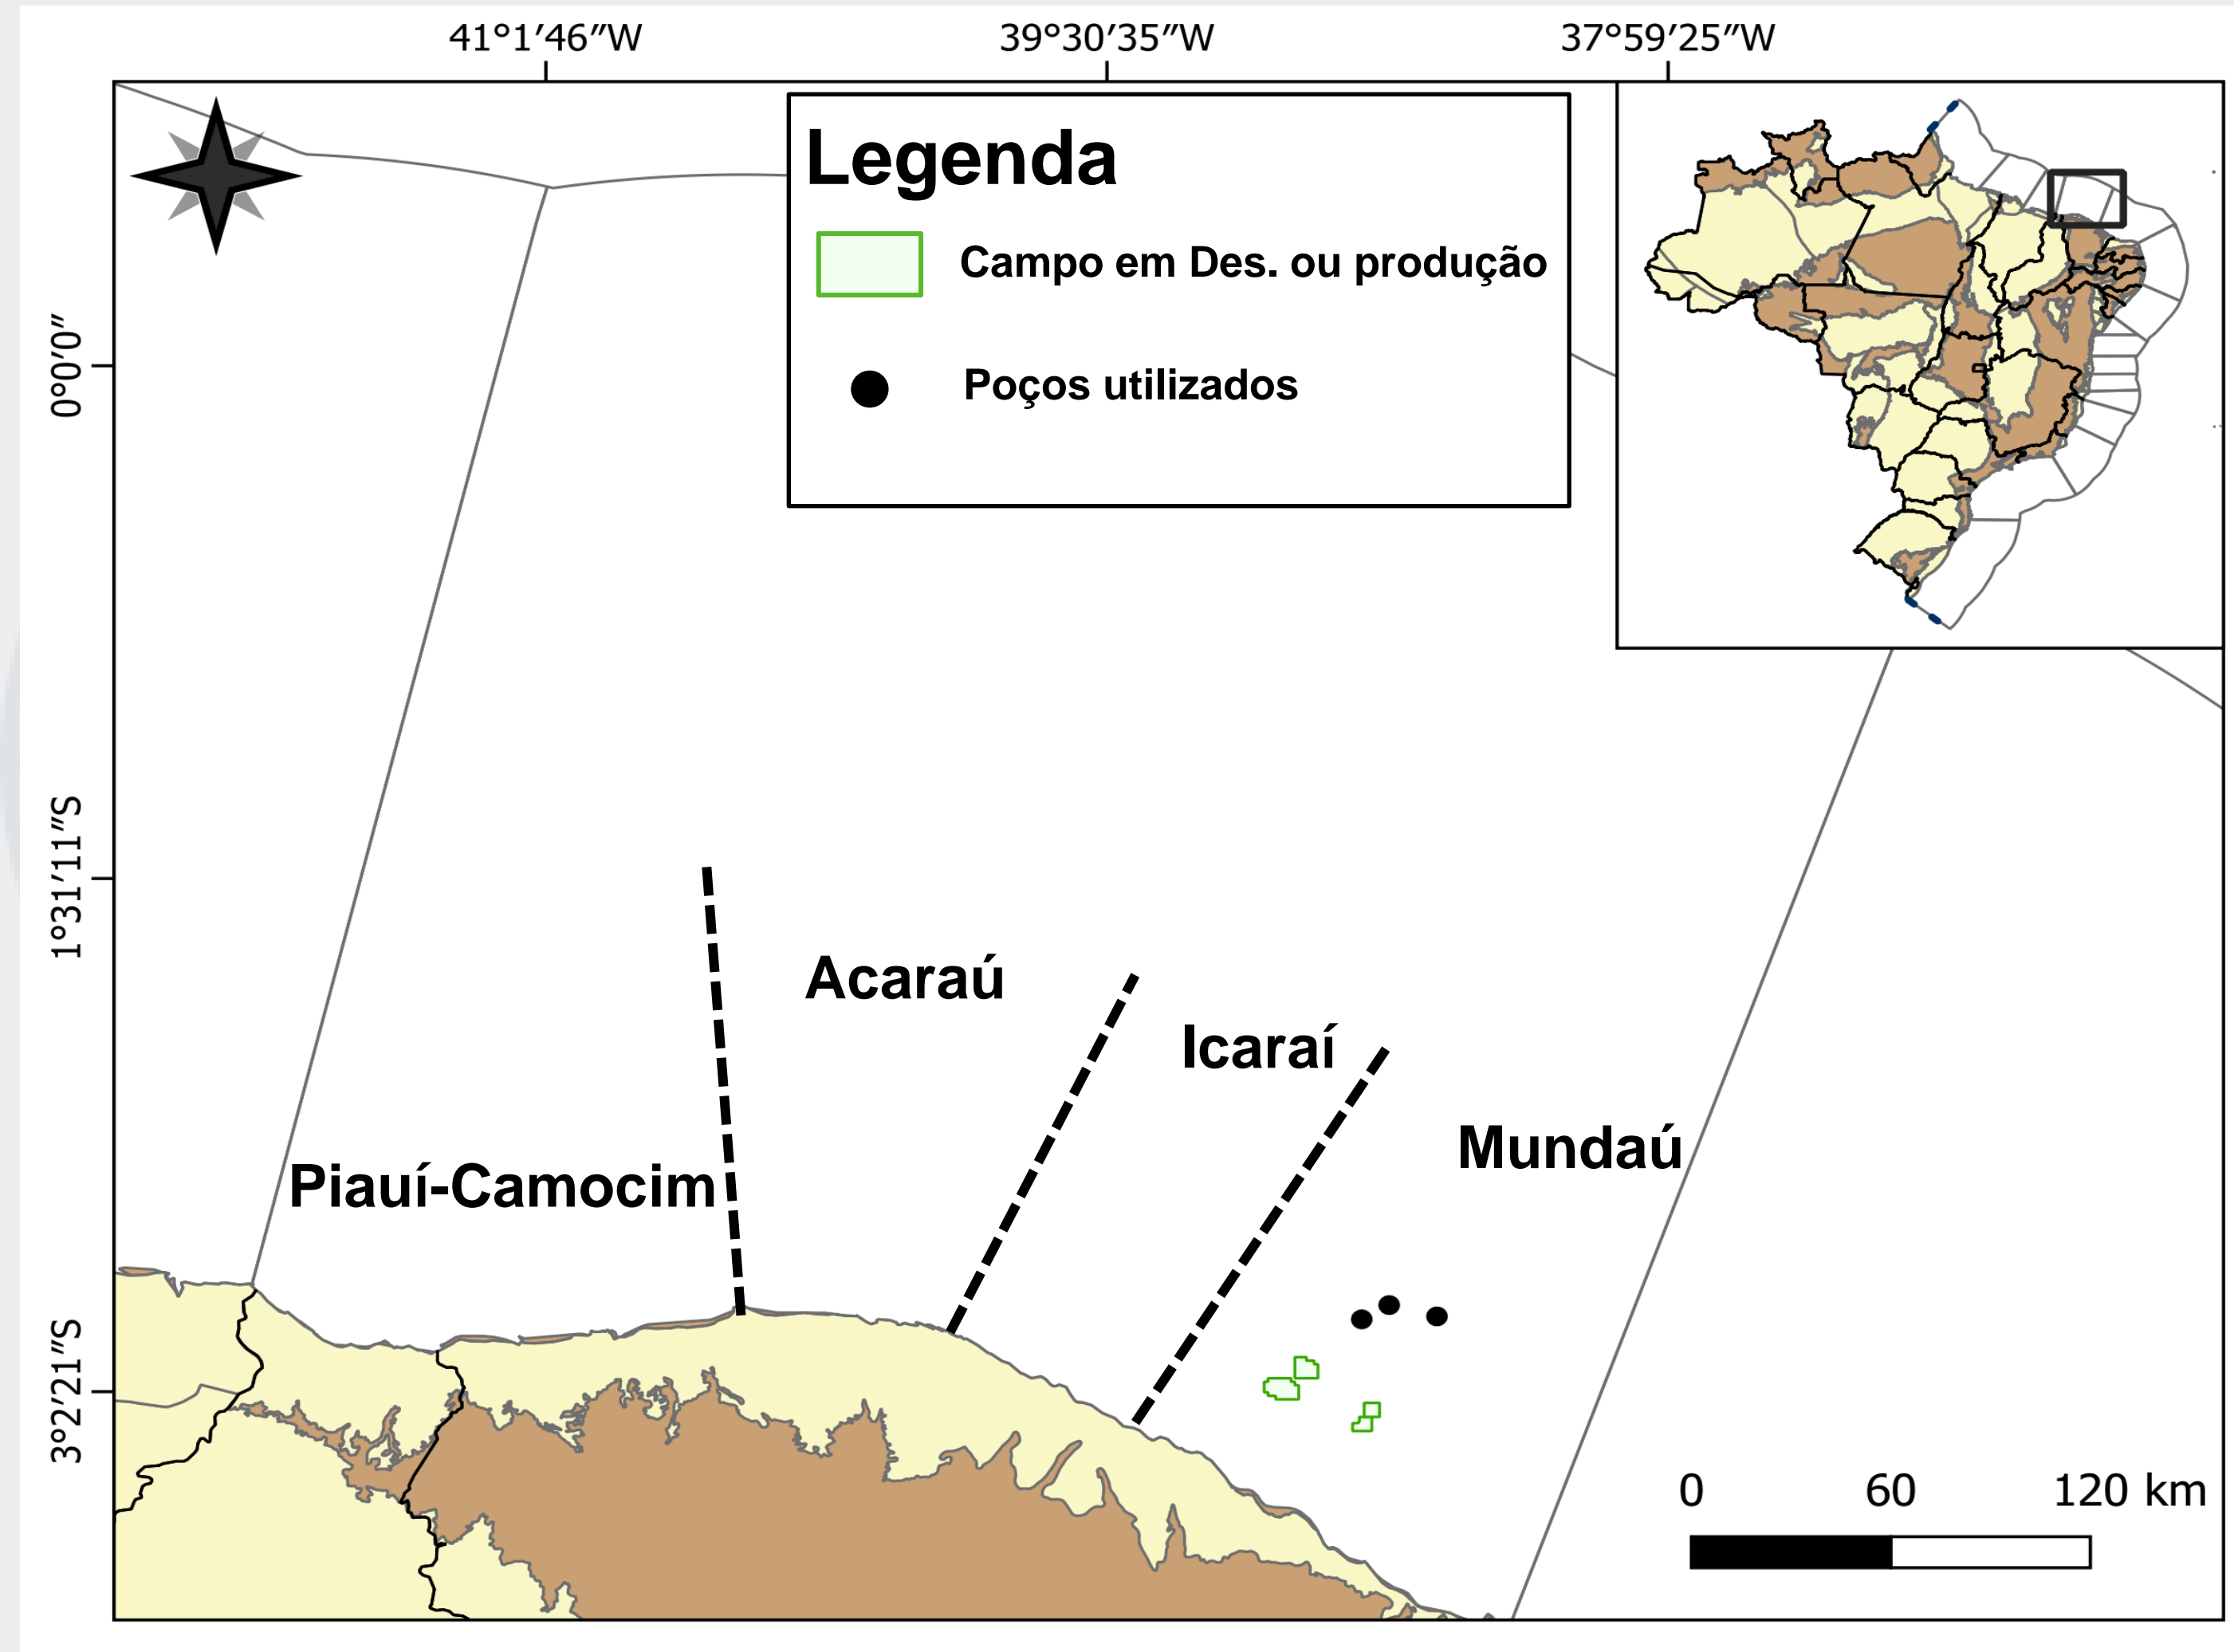 41°1′46″W
39°30′35″W
37°59′25″W
Legenda
Campo em Des. ou produção
Poços utilizados
0°0′0″
1°31′11″S
3°2′21″S
Acaraú
Icaraí
Mundaú
Piauí-Camocim
0 60 120 km